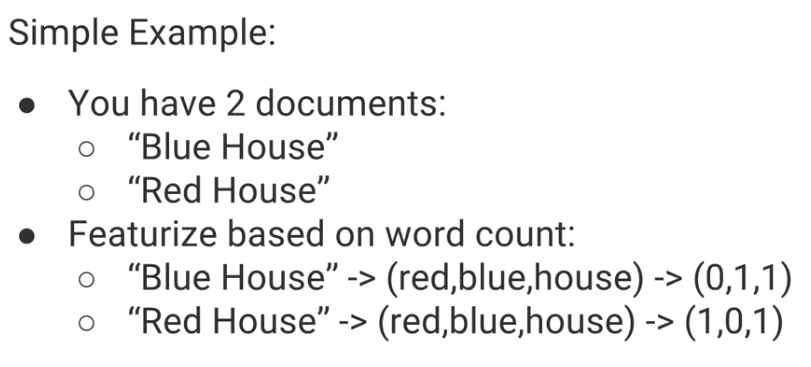 Simple Example:
● You have 2 documents:
○ “Blue House”
○ “Red House”
● Featurize based on word count:
○ “Blue House” -> (red,blue,house) -> (0,1,1)
○ “Red House” -> (red,blue,house) -> (1,0,1)